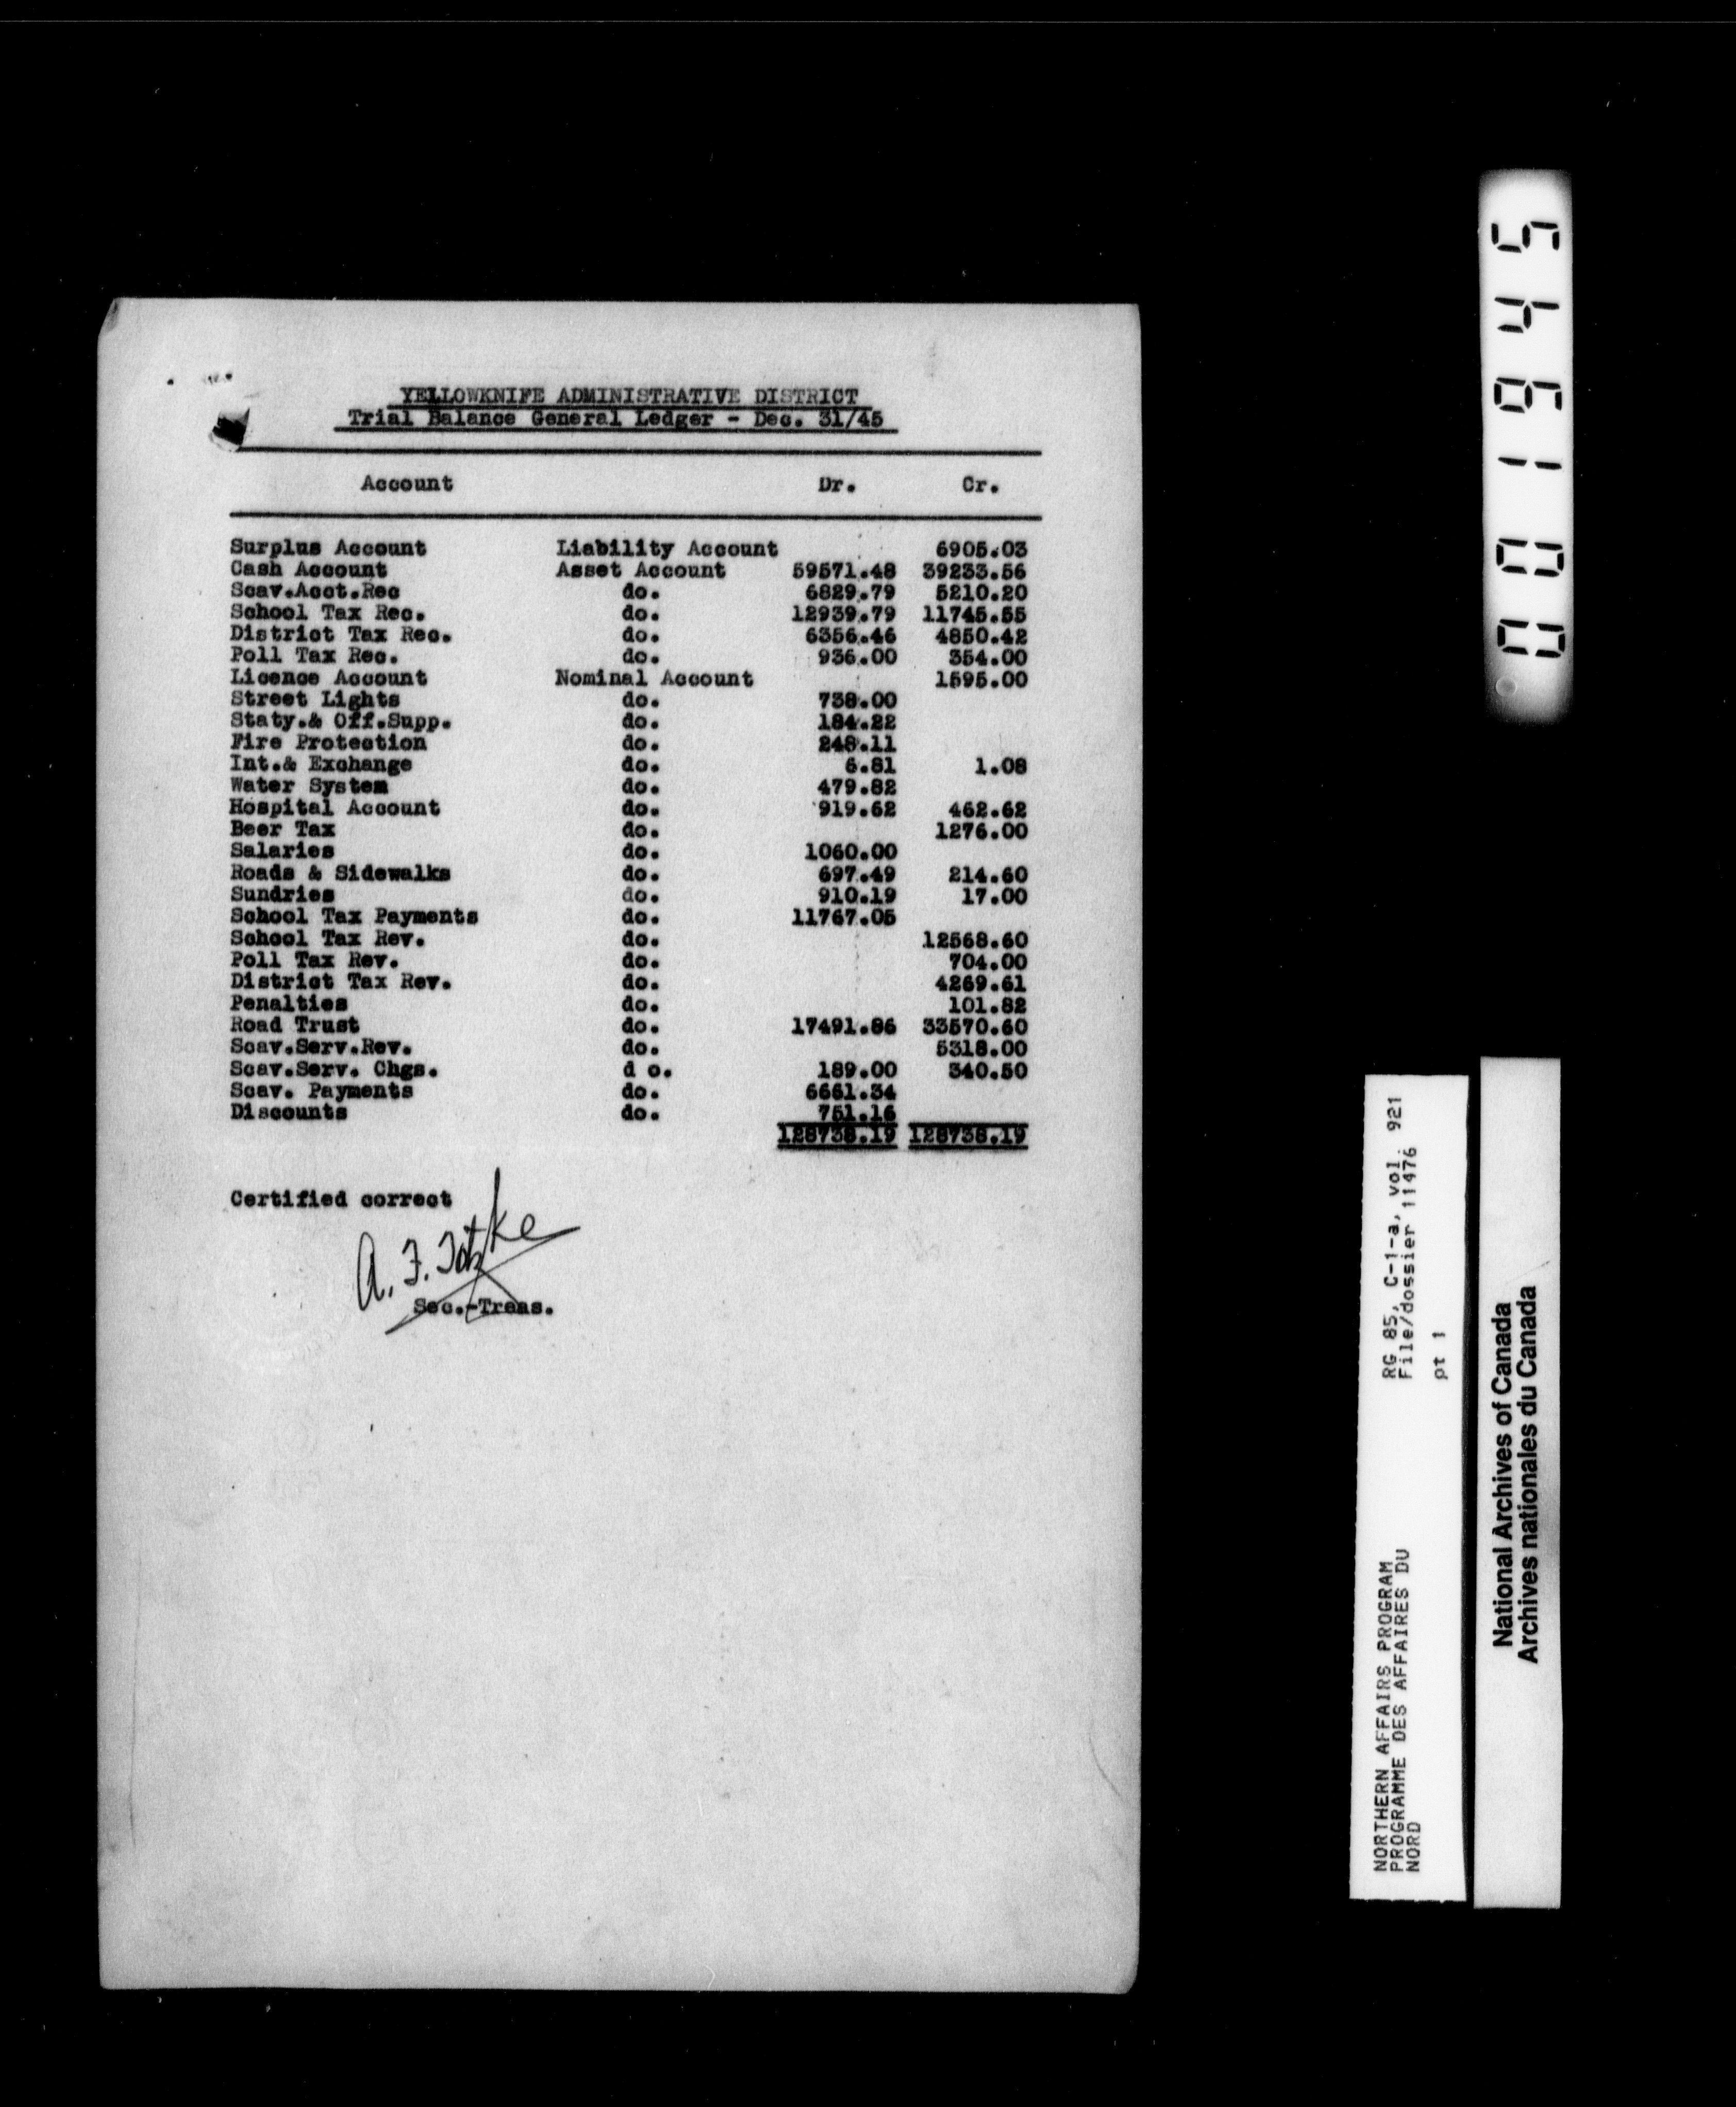 YELLOWKNIFE ADMINISTRATIVE DISTRICT
Trial Balance General Ledger - Dec. 31/45
Account Dr. Cr.
Surplus Account Liability Account 6905.03
Cash Account Asset Account 59571.48 39233.56
Scav.Acct.Rec do. 6829.79 5210.20
School Tax Rec. do. 12939.79 11745.55
District Tax Rec. do. 6356.46 4850.42
Poll Tax Rec. do. 936.00 354.00
Licence Account Nominal Account 1595.00
Street Lights do. 738.00
Staty.& Off.Supp. do. 184.22
Fire Protection do. 248.11
Int.& Exchange do. 6.81 1.08
Water System do. 479.82
Hospital Account do. 919.62 462.62
Beer Tax do. 1276.00
Salaries do. 1060.00
Roads & Sidewalks do. 697.49 214.60
Sundries do. 910.19 17.00
School Tax Payments do. 11767.05
School Tax Rev. do. 12568.60
Poll Tax Rev. do. 704.00
District Tax Rev. do. 4269.61
Penalties do. 101.82
Road Trust do. 17491.86 33570.60
Scav.Serv.Rev. do. 5318.00
Scav.Serv. Chgs. d o. 189.00 340.50
Scav. Payments do. 6661.34
Discounts do. 751.16
128738.19 128738.19
Certified correct
A. F. Totzke
Sec.-Treas.
001945
RG 85, C-1-a, vol. 921
File/dossier 11476
pt 1
NORTHERN AFFAIRS PROGRAM
PROGRAMME DES AFFAIRES DU
NORD
National Archives of Canada
Archives nationales du Canada